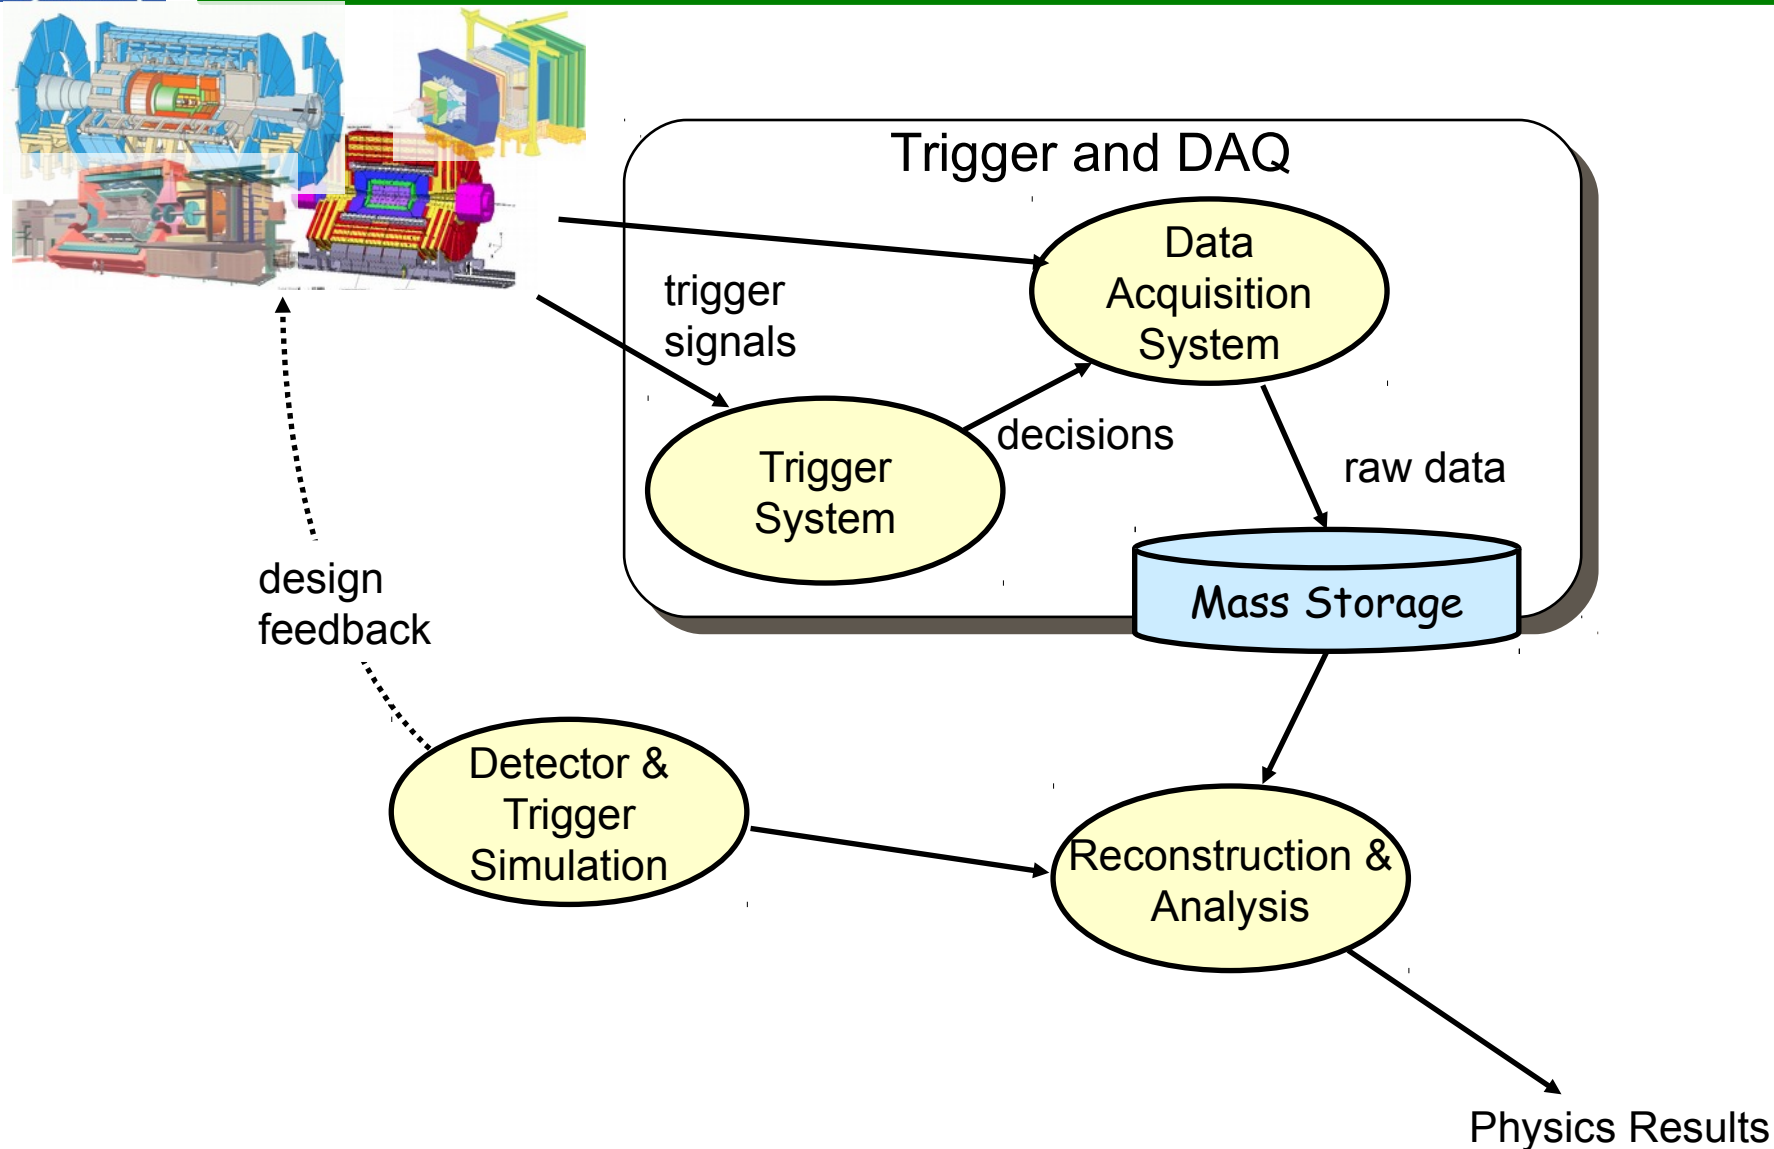 Trigger and DAQ
Data
Acquisition
System
trigger
signals
decisions
Trigger
System
raw data
Mass Storage
design
feedback
Detector &
Trigger
Simulation
Reconstruction &
Analysis
Physics Results